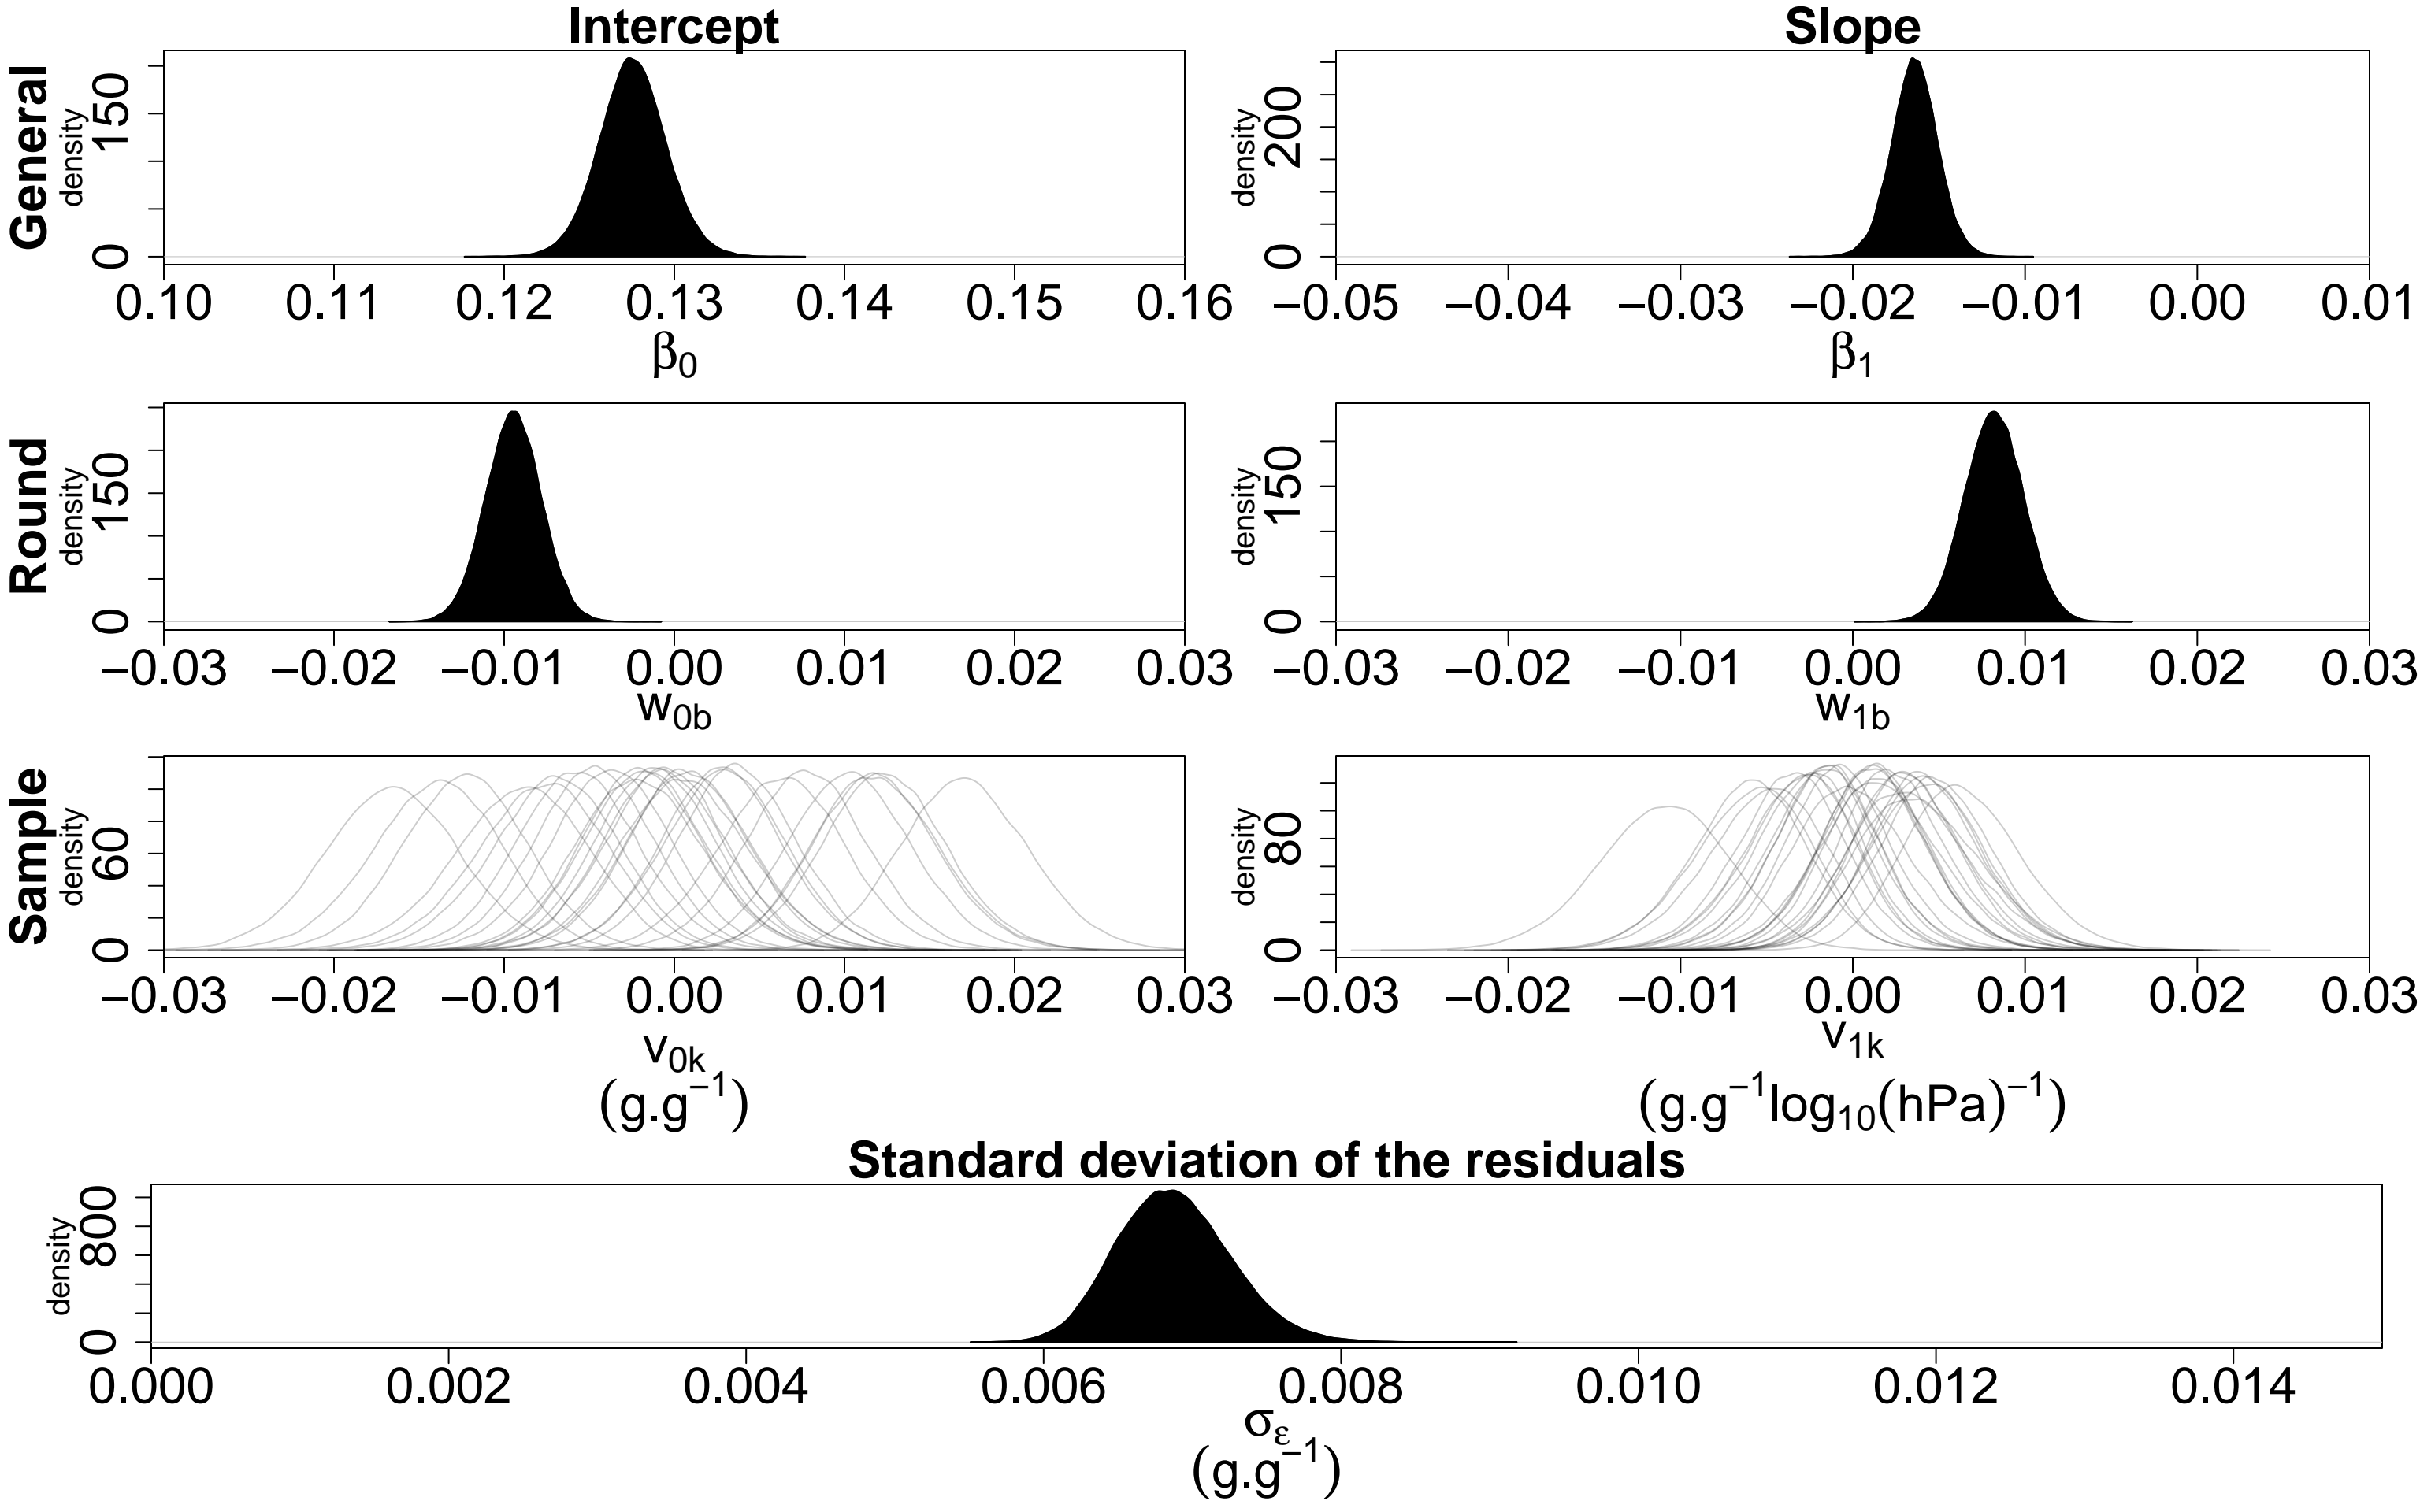 Intercept
Slope
General
density
0 150
0.10 0.11 0.12 0.13 0.14 0.15 0.16
β0
density
0 200
−0.05 −0.04 −0.03 −0.02 −0.01 0.00 0.01
β1
Round
density
0 150
−0.03 −0.02 −0.01 0.00 0.01 0.02 0.03
w0b
density
0 150
−0.03 −0.02 −0.01 0.00 0.01 0.02 0.03
w1b
Sample
density
0 60
−0.03 −0.02 −0.01 0.00 0.01 0.02 0.03
v0k
(g.g−1)
density
0 80
−0.03 −0.02 −0.01 0.00 0.01 0.02 0.03
v1k
(g.g−1log10(hPa)−1)
Standard deviation of the residuals
density
0 800
0.000 0.002 0.004 0.006 0.008 0.010 0.012 0.014
σε
(g.g−1)